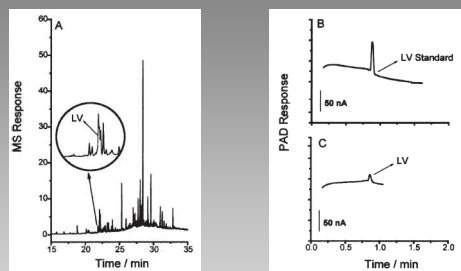 A
MS Response
60
50
40
30
20
10
0
LV
15 20 25 30 35
Time / min
PAD Response
B
LV Standard
50 nA
C
LV
50 nA
0.0 0.5 1.0 1.5 2.0
Time / min